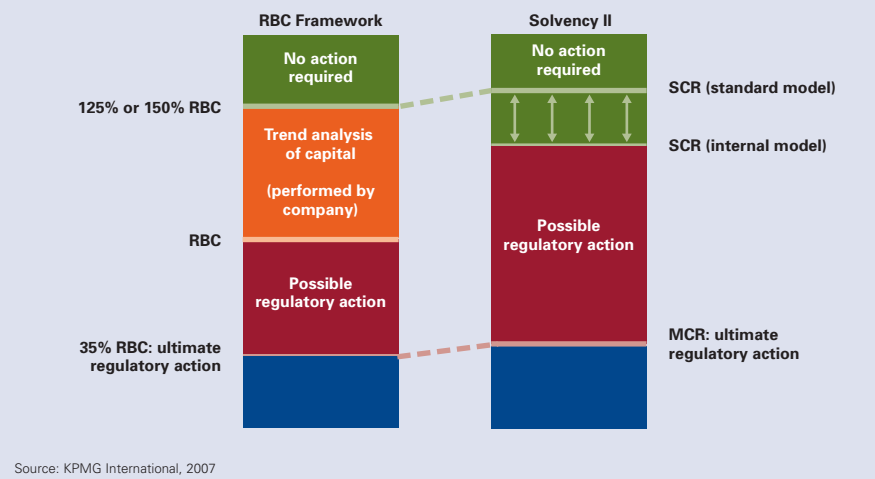 RBC Framework
No action
required
125% or 150% RBC
Trend analysis
of capital
(performed by
company)
RBC
Possible
regulatory action
35% RBC: ultimate
regulatory action
Solvency II
No action
required
SCR (standard model)
SCR (internal model)
Possible
regulatory action
MCR: ultimate
regulatory action
Source: KPMG International, 2007